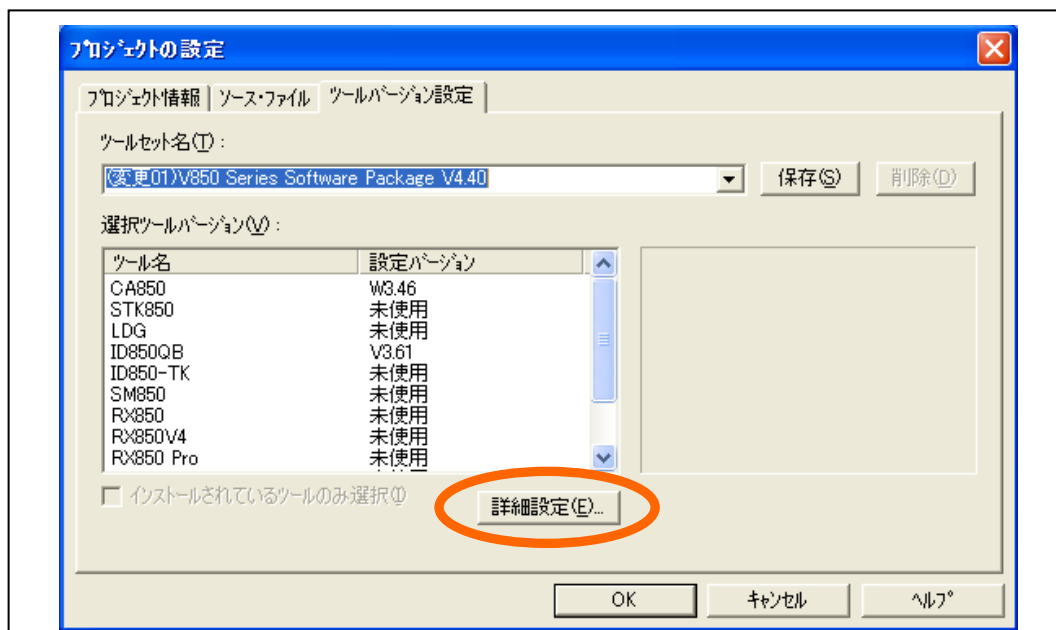 ﾌﾟﾛｼﾞｪｸﾄの設定
ﾌﾟﾛｼﾞｪｸﾄ情報 ソース・ファイル ﾂｰﾙﾊﾞｰｼﾞｮﾝ設定
ﾂｰﾙｾｯﾄ名(T) :
(変更01)V850 Series Software Package V4.40 保存(S) 削除(D)
選択ﾂｰﾙﾊﾞｰｼﾞｮﾝ(V) :
ﾂｰﾙ名 設定ﾊﾞｰｼﾞｮﾝ
CA850 W3.46
STK850 未使用
LDG 未使用
ID850QB V3.61
ID850-TK 未使用
SM850 未使用
RX850 未使用
RX850V4 未使用
RX850 Pro 未使用
ｲﾝｽﾄｰﾙされているﾂｰﾙのみ選択(I) 詳細設定(E)...
OK ｷｬﾝｾﾙ ﾍﾙﾌﾟ